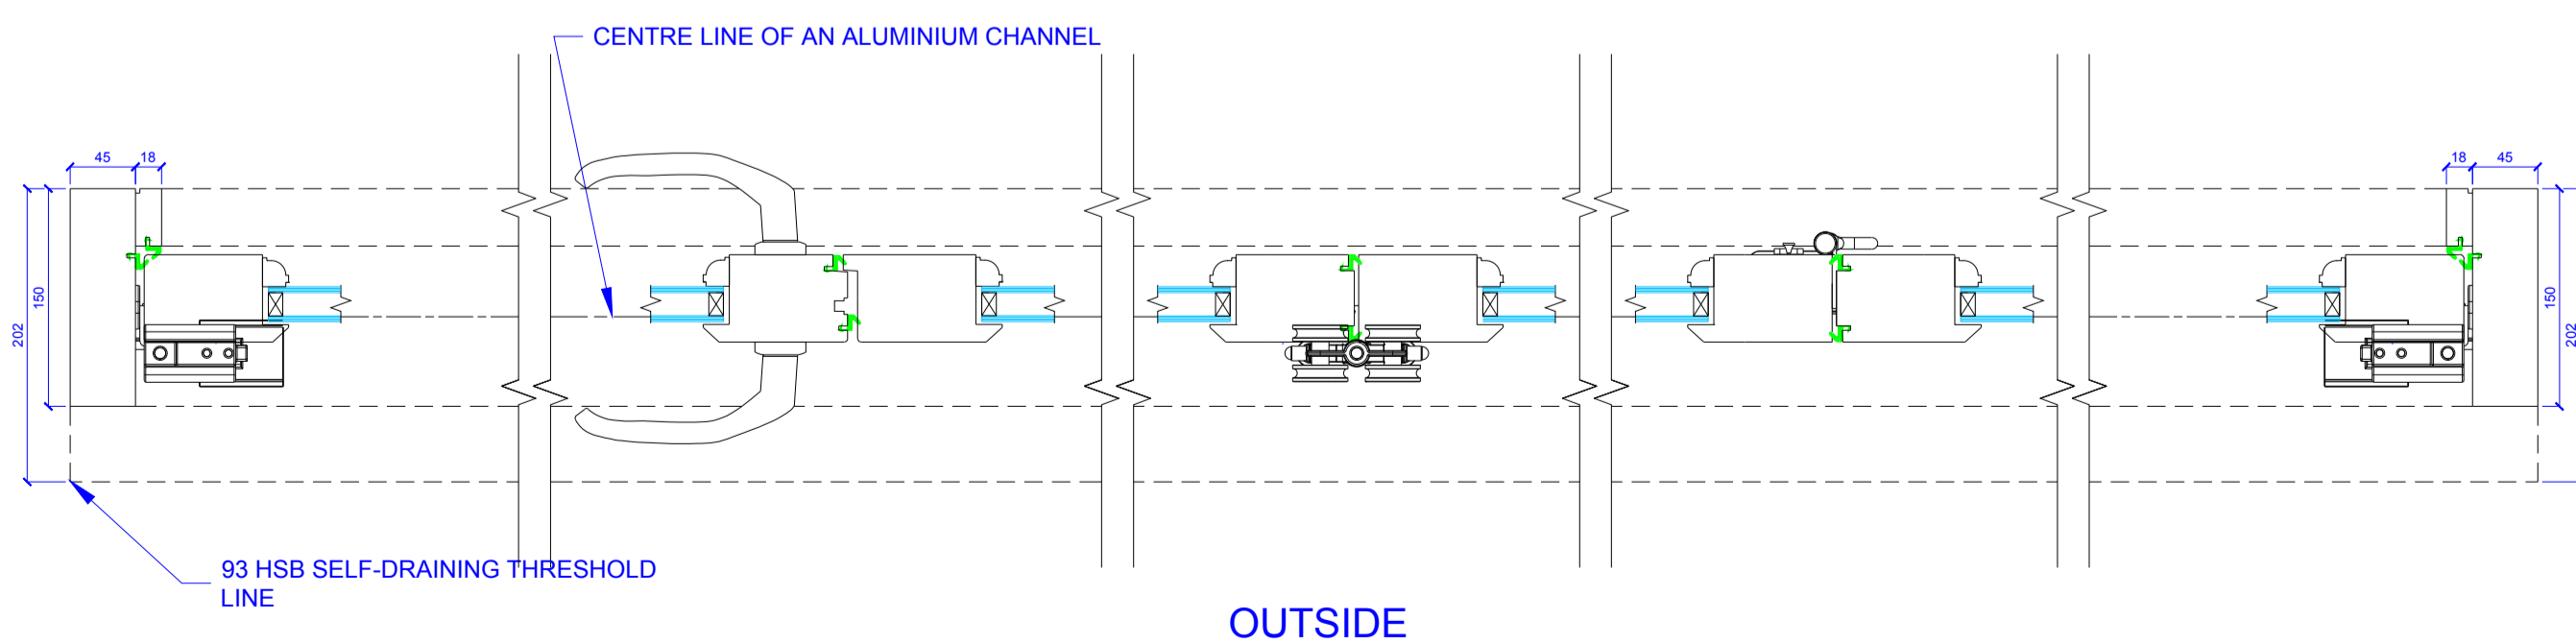 CENTRE LINE OF AN ALUMINIUM CHANNEL
45 18
18 45
150
202
150
202
93 HSB SELF-DRAINING THRESHOLD
LINE
OUTSIDE